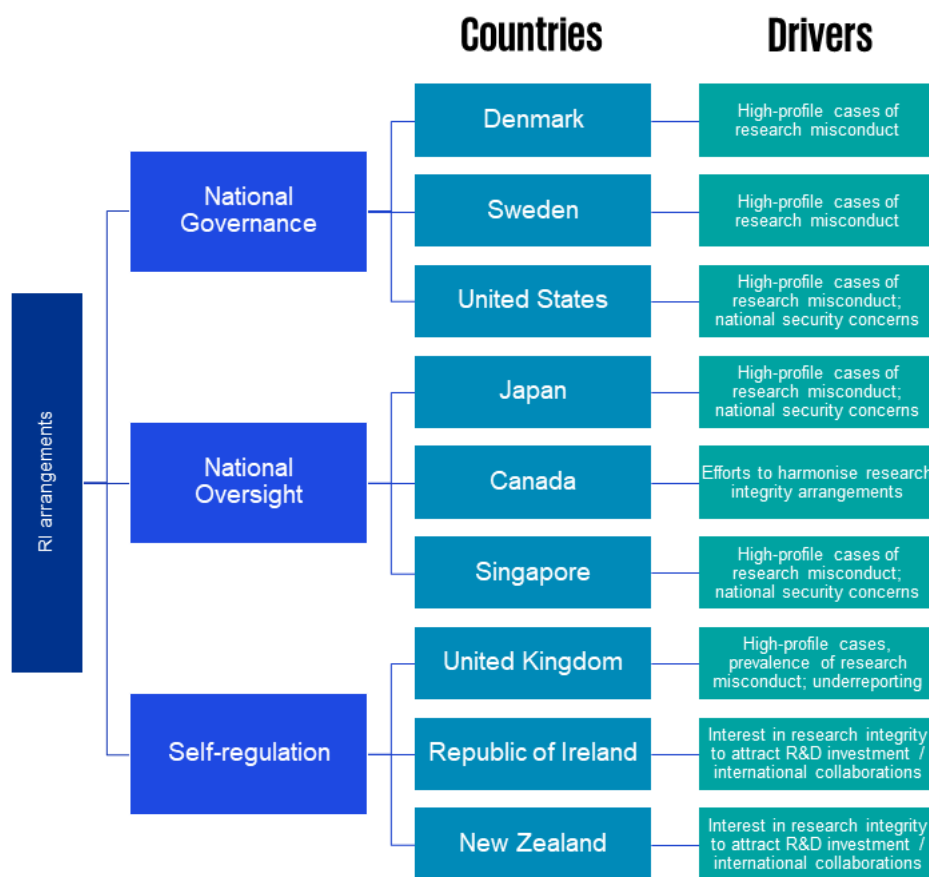 Countries
Drivers
RI arrangements
National
Governance
Denmark
High-profile cases of
research misconduct
Sweden
High-profile cases of
research misconduct
United States
High-profile cases of
research misconduct;
national security concerns
National
Oversight
Japan
High-profile cases of
research misconduct;
national security concerns
Canada
Efforts to harmonise research
integrity arrangements
Singapore
High-profile cases of
research misconduct;
national security concerns
Self-regulation
United Kingdom
High-profile cases,
prevalence of research
misconduct; underreporting
Republic of Ireland
Interest in research integrity
to attract R&D investment /
international collaborations
New Zealand
Interest in research integrity
to attract R&D investment /
international collaborations